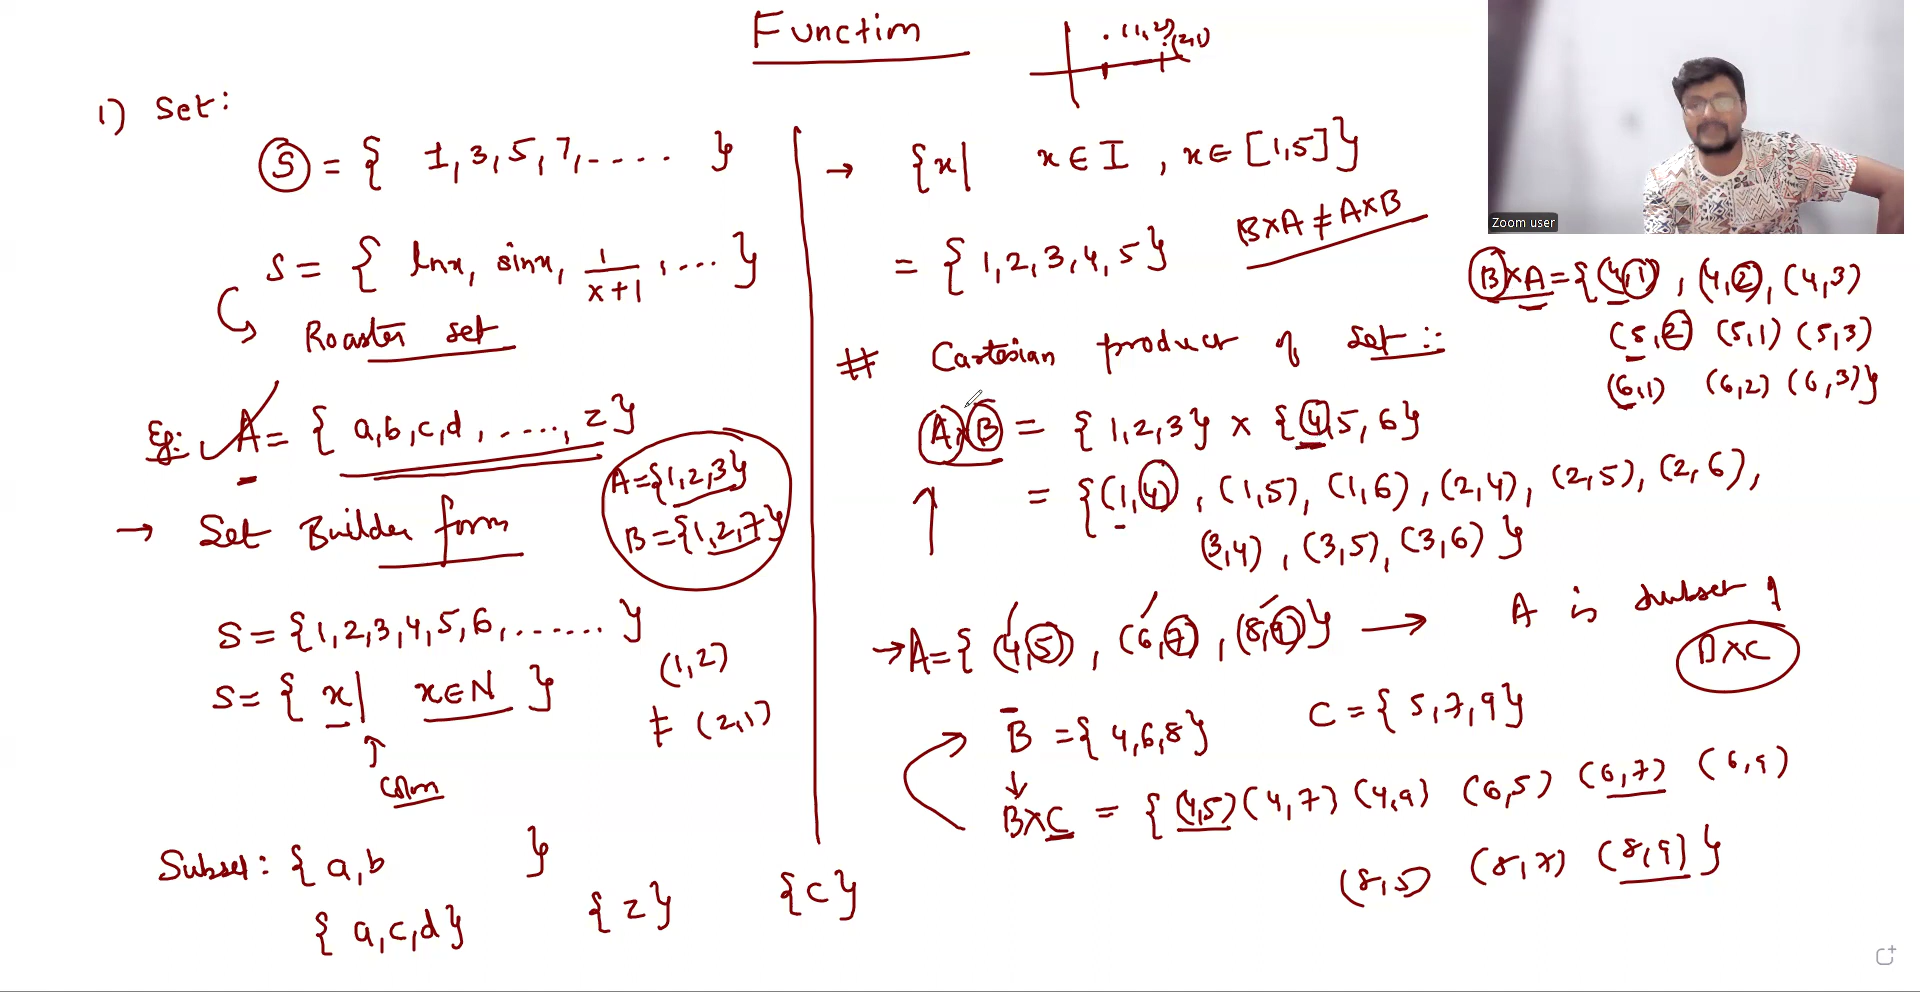 Function
(1,2)
(2,1)
1) Set:
S = { 1, 3, 5, 7, - . . . . }
S = { lnx, sinx, 1/x+1, ... }
Roaster set
Eg: A = { a,b,c,d, ....., z }
A={1,2,3}
B={1,2,7}
→ Set Builder form
S = {1,2,3,4,5,6, ...... }
S = { x| x∈N }
Colon
(1,2)
≠ (2,1)
Subset: { a,b }
{ a,c,d } { z } { c }
→ {x| x∈I , x∈[1,5]}
= { 1,2,3,4,5 }
B×A ≠ A×B
B×A = {(4,1) , (4,2), (4,3)
(5,2) (5,1) (5,3)
(6,1) (6,2) (6,3)}
# Cartesian product of set ::
A×B = { 1,2,3 } × { 4,5,6 }
= {(1,4) , (1,5), (1,6), (2,4), (2,5), (2,6),
(3,4) , (3,5), (3,6) }
→ A={ (4,5) , (6,7) , (8,9) } → A is subset of
B×C
B = { 4,6,8 } C = { 5,7,9 }
B×C = { (4,5) (4,7) (4,9) (6,5) (6,7) (6,9)
(8,5) (8,7) (8,9) }
Zoom user